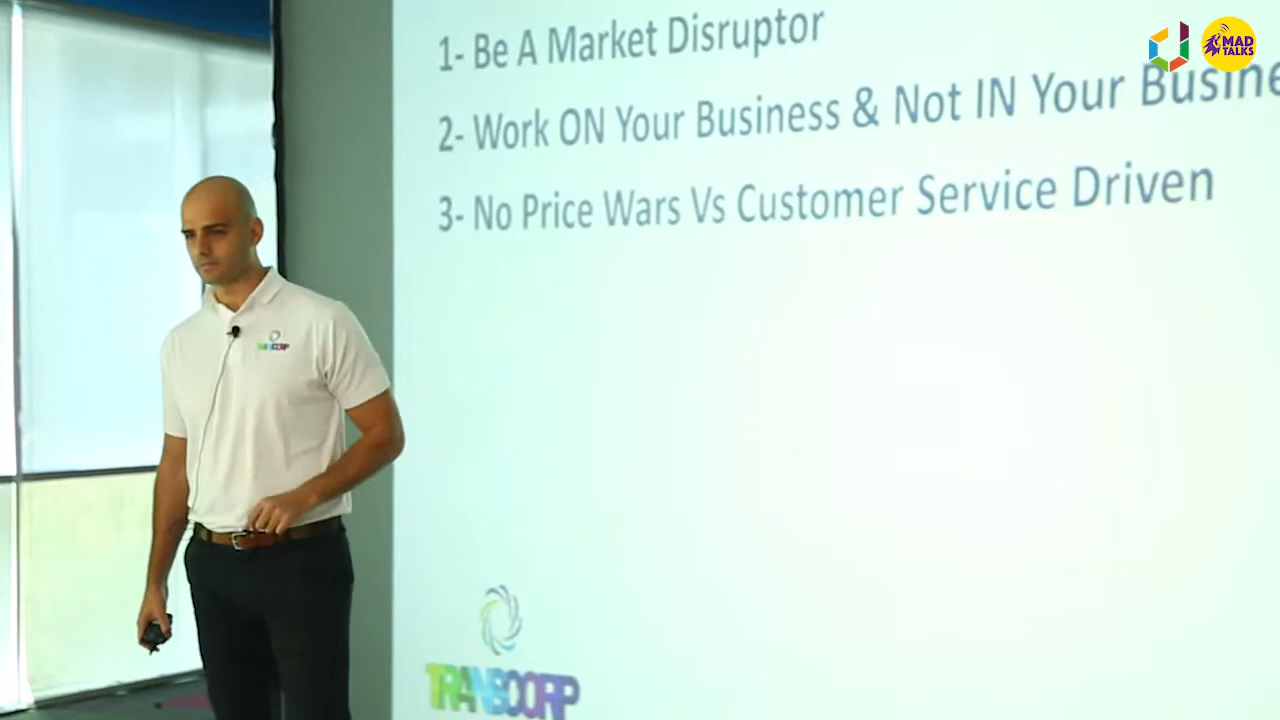 1- Be A Market Disruptor
2- Work ON Your Business & Not IN Your Busine
3- No Price Wars Vs Customer Service Driven
MAD
TALKS
TRANSCORP
TRANSCORP